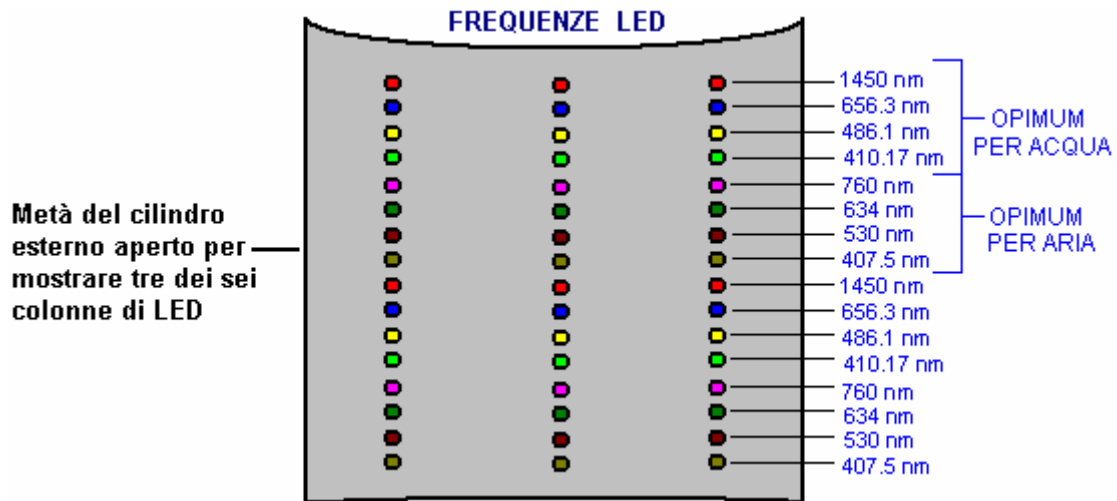 FREQUENZE LED
1450 nm
656.3 nm
486.1 nm
410.17 nm
760 nm
634 nm
530 nm
407.5 nm
1450 nm
656.3 nm
486.1 nm
410.17 nm
760 nm
634 nm
530 nm
407.5 nm
OPIMUM
PER ACQUA
OPIMUM
PER ARIA
Metà del cilindro
esterno aperto per
mostrare tre dei sei
colonne di LED